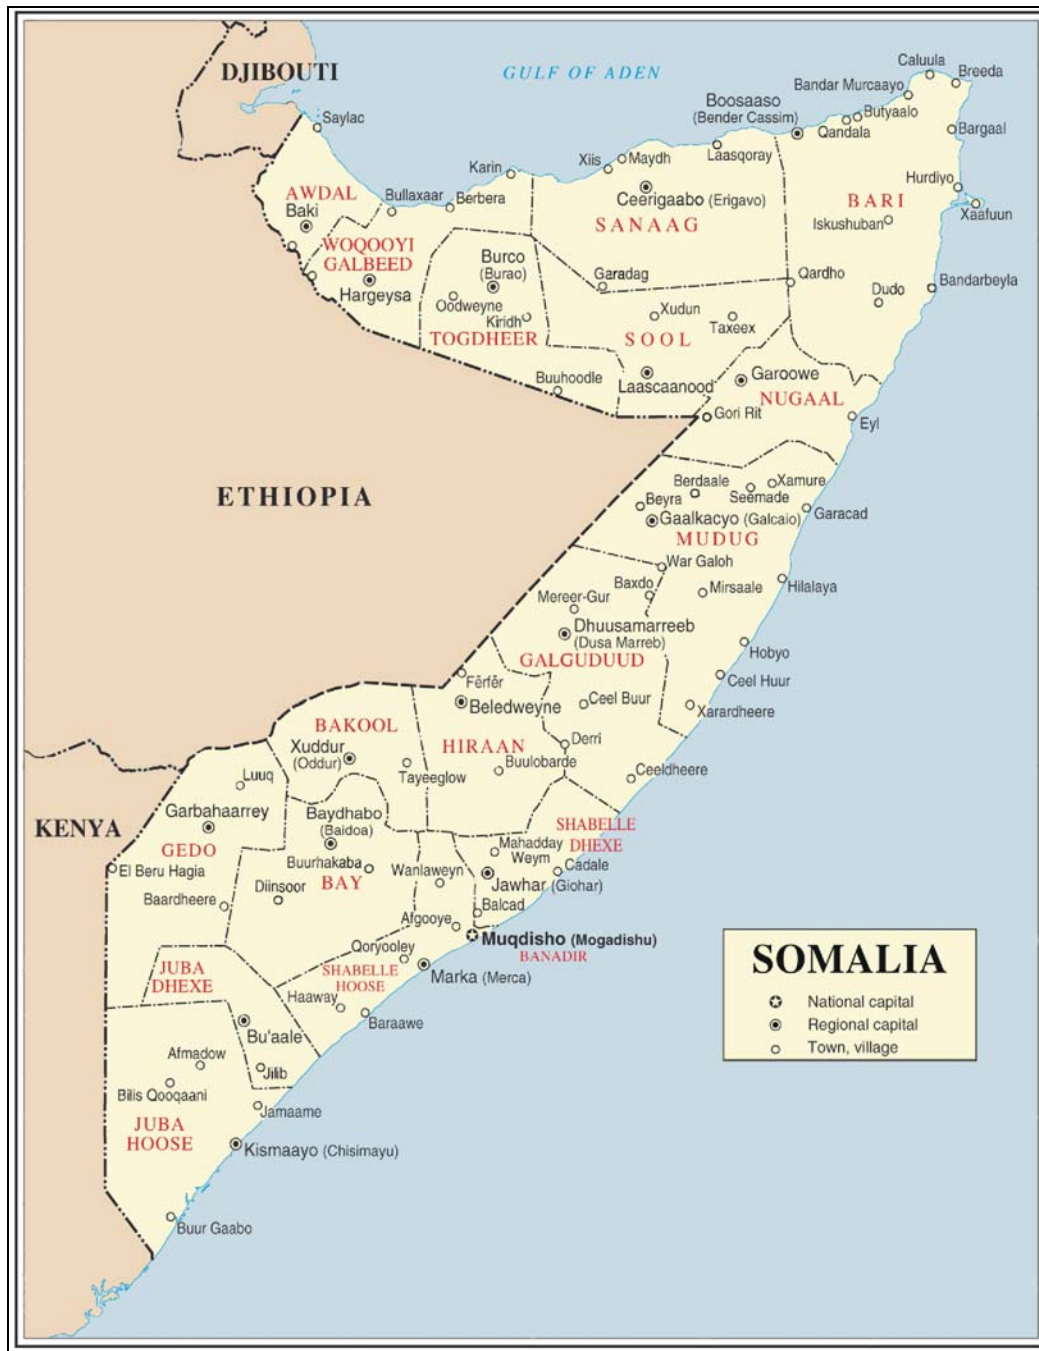 DJIBOUTI
GULF OF ADEN
Caluula
Breeda
Bandar Murcaayo
Boosaaso
(Bender Cassim)
Butyaalo
Qandala
Bargaal
Saylac
Laasqoray
Maydh
Xiis
Karin
Hurdiyo
Xaafuun
AWDAL
Baki
Bullaxaar
Berbera
Ceerigaabo (Erigavo)
SANAAG
BARI
Iskushuban
WOQOOYI
GALBEED
Hargeysa
Burco
(Burao)
Oodweyne
Kiridh
TOGDHEER
Garadag
Qardho
Dudo
Bandarbeyla
Xudun
Taxeex
SOOL
Laascaanood
Buuhoodle
Garoowe
NUGAAL
Gori Rit
Eyl
ETHIOPIA
Berdaale
Xamure
Seemade
Beyra
Garacad
Gaalkacyo (Galcaio)
MUDUG
War Galoh
Baxdo
Mirsaale
Hilalaya
Mereer-Gur
Dhuusamarreeb
(Dusa Marreb)
GALGUDUUD
Hobyo
Ceel Huur
Fērfēr
Beledweyne
Ceel Buur
Xarardheere
BAKOOL
Xuddur
(Oddur)
Tayeeglow
HIRAAN
Buulobarde
Derri
Ceeldheere
Luuq
KENYA
Garbahaarrey
GEDO
El Beru Hagia
Baardheere
Baydhabo
(Baidoa)
Buurhakaba
BAY
Diinsoor
Wanlaweyn
SHABELLE
DHEXE
Mahadday
Weym
Cadale
Jawhar (Giohar)
Balcad
Afgooye
Muqdisho (Mogadishu)
BANADIR
Qoryooley
SHABELLE
HOOSE
Marka (Merca)
Haaway
Baraawe
JUBA
DHEXE
Bu'aale
Afmadow
Jilib
Bilis Qooqaani
Jamaame
JUBA
HOOSE
Kismaayo (Chisimayu)
Buur Gaabo
SOMALIA
National capital
Regional capital
Town, village